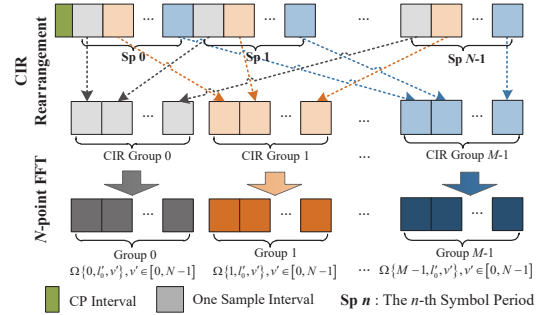 CIR
Rearrangement
... ... ... ...
Sp 0 Sp 1 Sp N-1
... ... ... ...
CIR Group 0 CIR Group 1 CIR Group M-1
...
N-point FFT
... ... ... ...
Group 0 Group 1 Group M-1
Ω{0,l′₀,v′},v′∈[0,N−1] Ω{1,l′₀,v′},v′∈[0,N−1] ... Ω{M−1,l′₀,v′},v′∈[0,N−1]
CP Interval One Sample Interval Sp n : The n-th Symbol Period